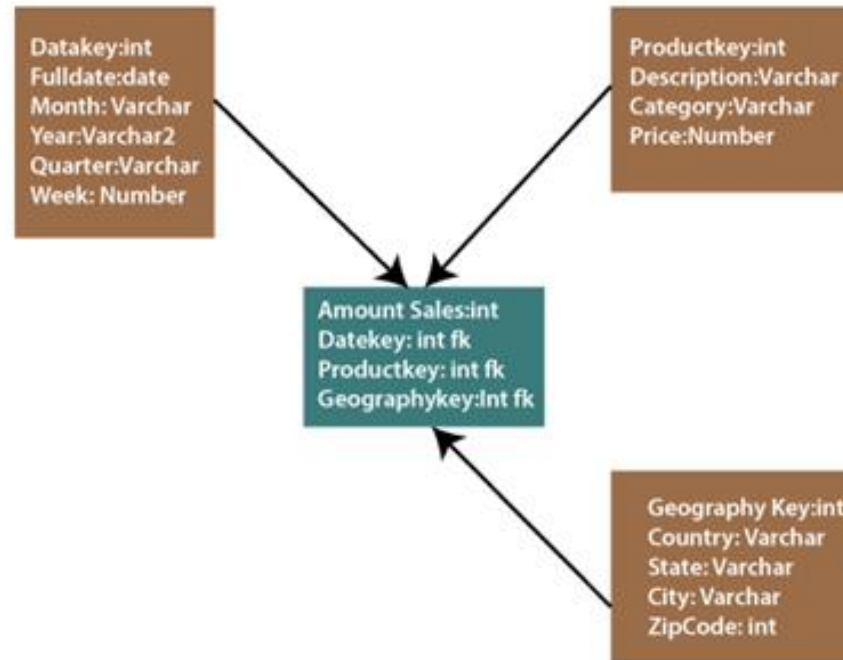 Datakey:int
Fulldate:date
Month: Varchar
Year:Varchar2
Quarter:Varchar
Week: Number
Productkey:int
Description:Varchar
Category:Varchar
Price:Number
Amount Sales:int
Datekey: int fk
Productkey: int fk
Geographykey:Int fk
Geography Key:int
Country: Varchar
State: Varchar
City: Varchar
ZipCode: int